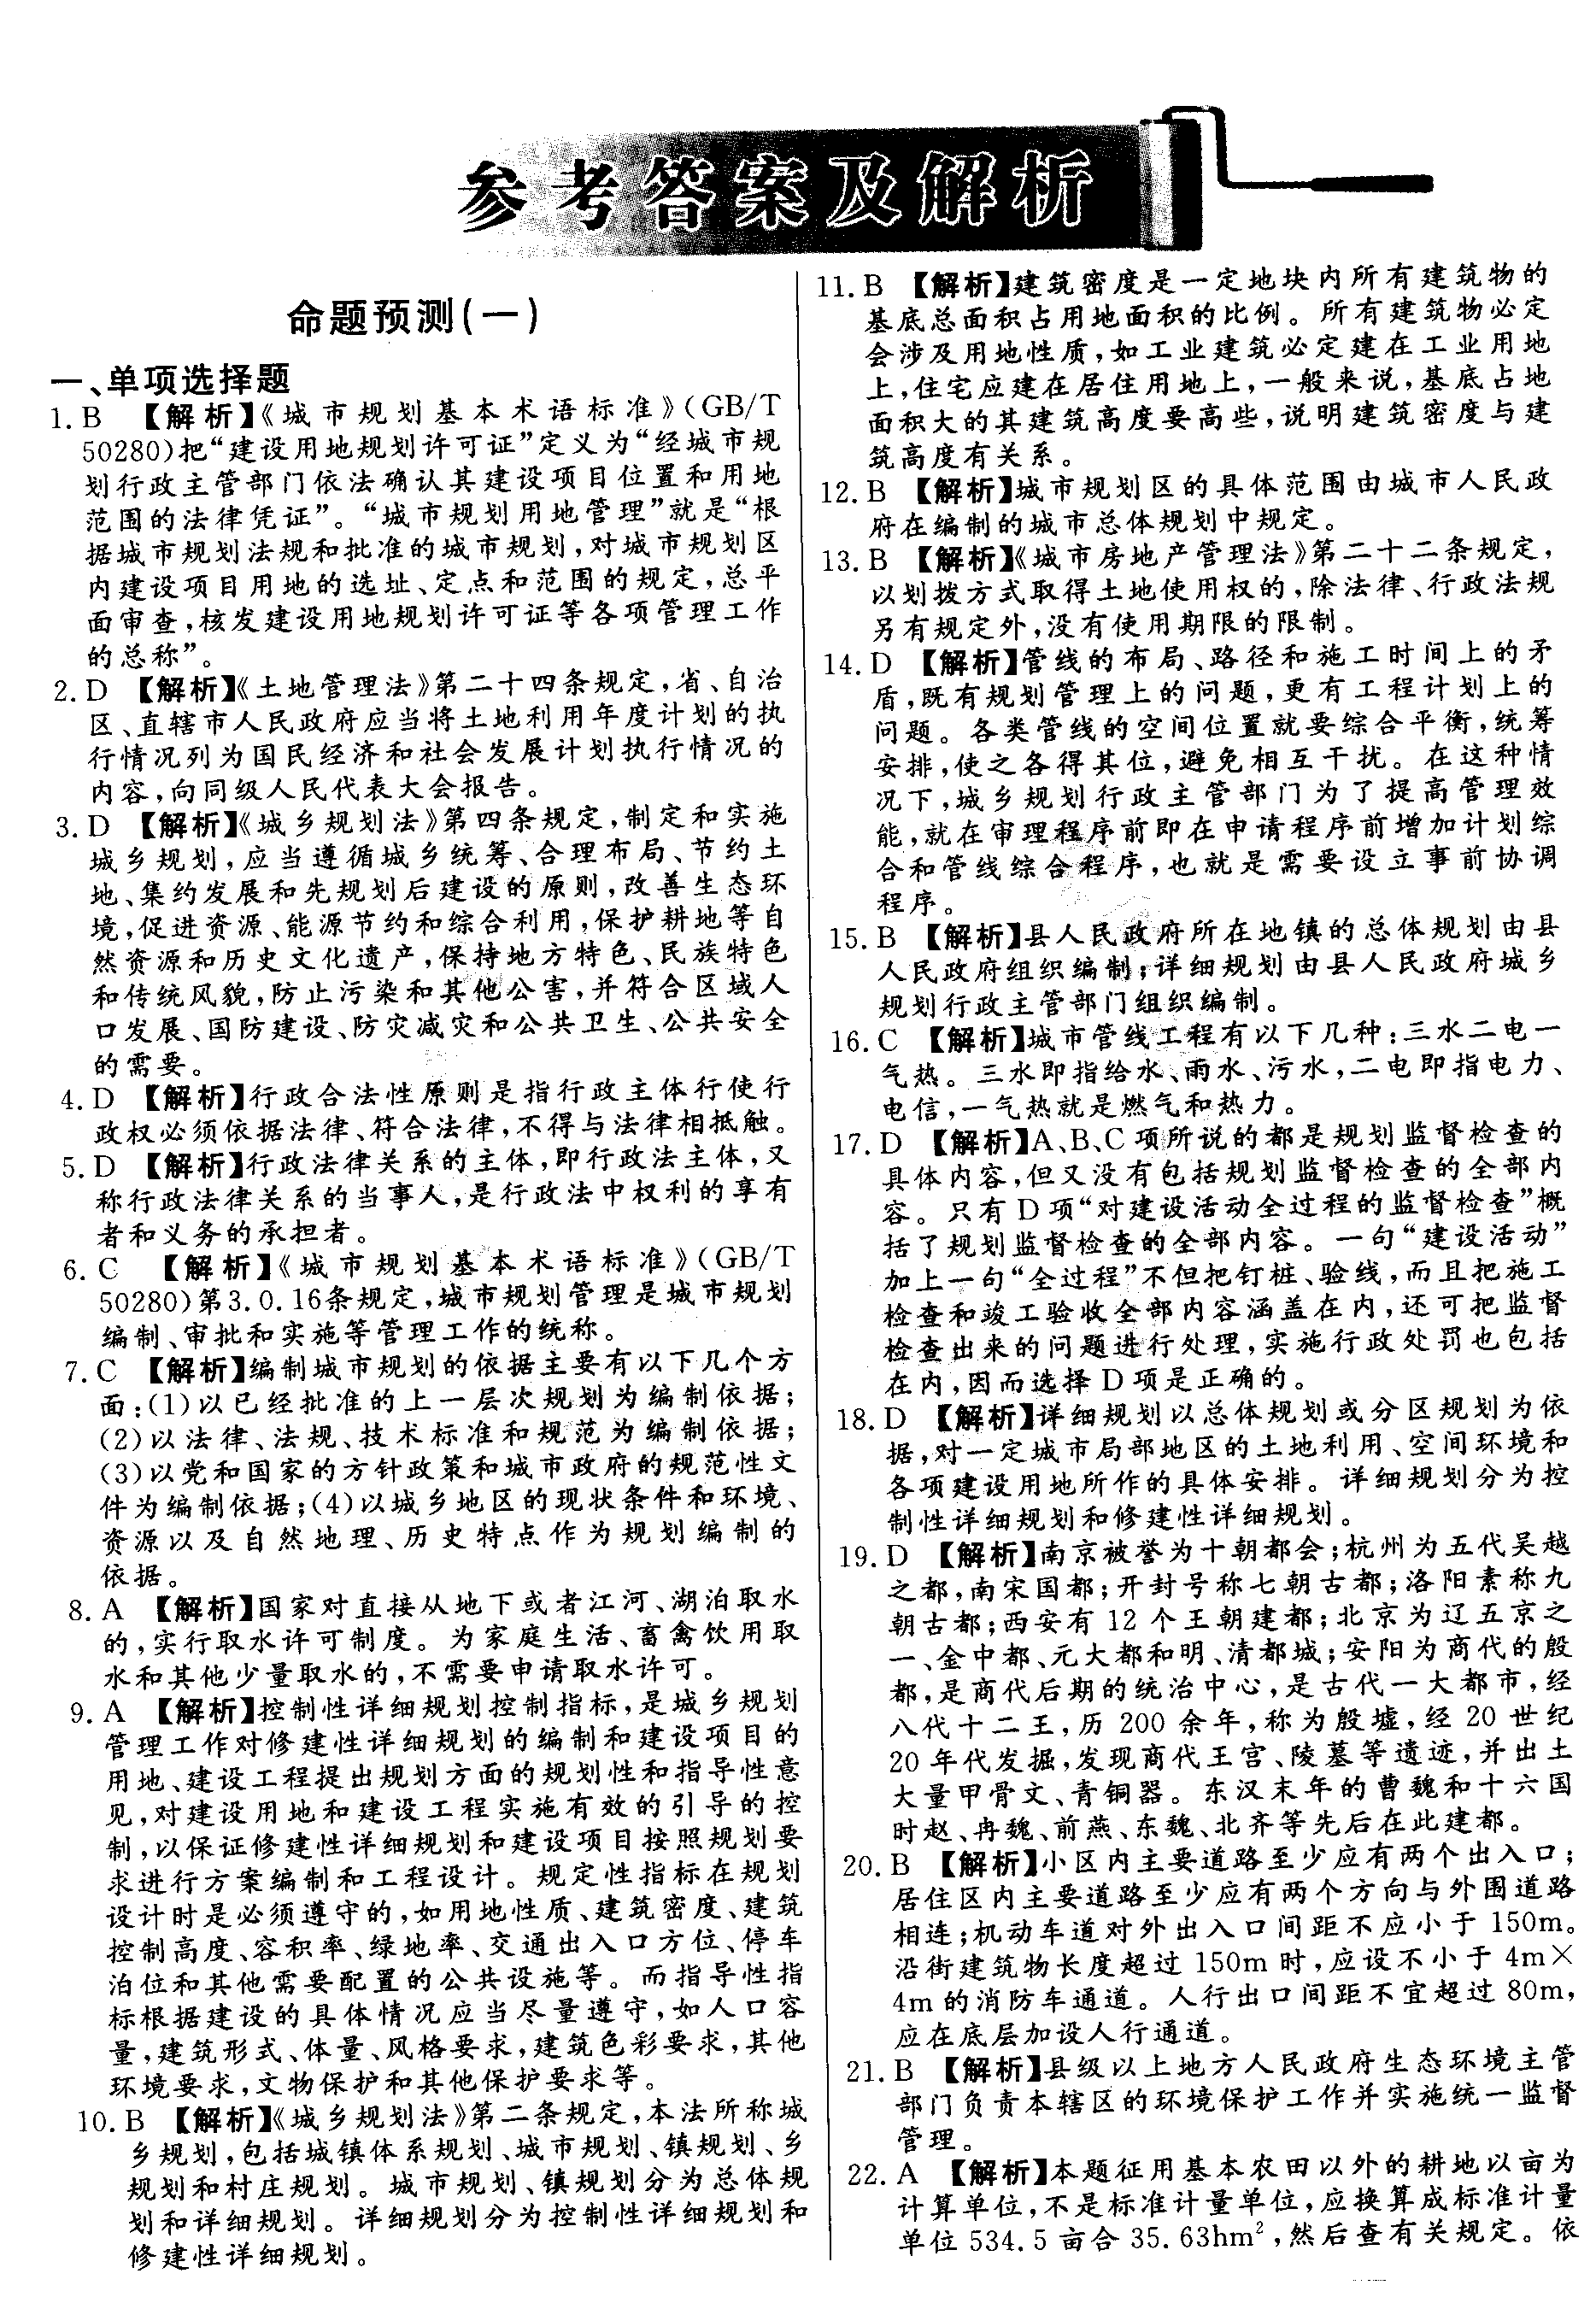 参考答案及解析
命题预测(一)
一、单项选择题
1. B 【解析】《城市规划基本术语标准》(GB/T
50280)把“建设用地规划许可证”定义为“经城市规
划行政主管部门依法确认其建设项目位置和用地
范围的法律凭证”。“城市规划用地管理”就是“根
据城市规划法规和批准的城市规划,对城市规划区
内建设项目用地的选址、定点和范围的规定,总平
面审查,核发建设用地规划许可证等各项管理工作
的总称”。
2. D 【解析】《土地管理法》第二十四条规定,省、自治
区、直辖市人民政府应当将土地利用年度计划的执
行情况列为国民经济和社会发展计划执行情况的
内容,向同级人民代表大会报告。
3. D 【解析】《城乡规划法》第四条规定,制定和实施
城乡规划,应当遵循城乡统筹、合理布局、节约土
地、集约发展和先规划后建设的原则,改善生态环
境,促进资源、能源节约和综合利用,保护耕地等自
然资源和历史文化遗产,保持地方特色、民族特色
和传统风貌,防止污染和其他公害,并符合区域人
口发展、国防建设、防灾减灾和公共卫生、公共安全
的需要。
4. D 【解析】行政合法性原则是指行政主体行使行
政权必须依据法律、符合法律,不得与法律相抵触。
5. D 【解析】行政法律关系的主体,即行政法主体,又
称行政法律关系的当事人,是行政法中权利的享有
者和义务的承担者。
6. C 【解析】《城市规划基本术语标准》(GB/T
50280)第3.0.16条规定,城市规划管理是城市规划
编制、审批和实施等管理工作的统称。
7. C 【解析】编制城市规划的依据主要有以下几个方
面:(1)以已经批准的上一层次规划为编制依据;
(2)以法律、法规、技术标准和规范为编制依据;
(3)以党和国家的方针政策和城市政府的规范性文
件为编制依据;(4)以城乡地区的现状条件和环境、
资源以及自然地理、历史特点作为规划编制的
依据。
8. A 【解析】国家对直接从地下或者江河、湖泊取水
的,实行取水许可制度。为家庭生活、畜禽饮用取
水和其他少量取水的,不需要申请取水许可。
9. A 【解析】控制性详细规划控制指标,是城乡规划
管理工作对修建性详细规划的编制和建设项目的
用地、建设工程提出规划方面的规划性和指导性意
见,对建设用地和建设工程实施有效的引导的控
制,以保证修建性详细规划和建设项目按照规划要
求进行方案编制和工程设计。规定性指标在规划
设计时是必须遵守的,如用地性质、建筑密度、建筑
控制高度、容积率、绿地率、交通出入口方位、停车
泊位和其他需要配置的公共设施等。而指导性指
标根据建设的具体情况应当尽量遵守,如人口容
量,建筑形式、体量、风格要求,建筑色彩要求,其他
环境要求,文物保护和其他保护要求等。
10. B 【解析】《城乡规划法》第二条规定,本法所称城
乡规划,包括城镇体系规划、城市规划、镇规划、乡
规划和村庄规划。城市规划、镇规划分为总体规
划和详细规划。详细规划分为控制性详细规划和
修建性详细规划。
11. B 【解析】建筑密度是一定地块内所有建筑物的
基底总面积占用地面积的比例。所有建筑物必定
会涉及用地性质,如工业建筑必定建在工业用地
上,住宅应建在居住用地上,一般来说,基底占地
面积大的其建筑高度要高些,说明建筑密度与建
筑高度有关系。
12. B 【解析】城市规划区的具体范围由城市人民政
府在编制的城市总体规划中规定。
13. B 【解析】《城市房地产管理法》第二十二条规定,
以划拨方式取得土地使用权的,除法律、行政法规
另有规定外,没有使用期限的限制。
14. D 【解析】管线的布局、路径和施工时间上的矛
盾,既有规划管理上的问题,更有工程计划上的
问题。各类管线的空间位置就要综合平衡,统筹
安排,使之各得其位,避免相互干扰。在这种情
况下,城乡规划行政主管部门为了提高管理效
能,就在审理程序前即在申请程序前增加计划综
合和管线综合程序,也就是需要设立事前协调
程序。
15. B 【解析】县人民政府所在地镇的总体规划由县
人民政府组织编制;详细规划由县人民政府城乡
规划行政主管部门组织编制。
16. C 【解析】城市管线工程有以下几种:三水二电一
气热。三水即指给水、雨水、污水,二电即指电力、
电信,一气热就是燃气和热力。
17. D 【解析】A、B、C 项所说的都是规划监督检查的
具体内容,但又没有包括规划监督检查的全部内
容。只有 D 项“对建设活动全过程的监督检查”概
括了规划监督检查的全部内容。一句“建设活动”
加上一句“全过程”不但把钉桩、验线,而且把施工
检查和竣工验收全部内容涵盖在内,还可把监督
检查出来的问题进行处理,实施行政处罚也包括
在内,因而选择 D 项是正确的。
18. D 【解析】详细规划以总体规划或分区规划为依
据,对一定城市局部地区的土地利用、空间环境和
各项建设用地所作的具体安排。详细规划分为控
制性详细规划和修建性详细规划。
19. D 【解析】南京被誉为十朝都会;杭州为五代吴越
之都,南宋国都;开封号称七朝古都;洛阳素称九
朝古都;西安有 12 个王朝建都;北京为辽五京之
一、金中都、元大都和明、清都城;安阳为商代的殷
都,是商代后期的统治中心,是古代一大都市,经
八代十二王,历 200 余年,称为殷墟,经 20 世纪
20 年代发掘,发现商代王宫、陵墓等遗迹,并出土
大量甲骨文、青铜器。东汉末年的曹魏和十六国
时赵、冉魏、前燕、东魏、北齐等先后在此建都。
20. B 【解析】小区内主要道路至少应有两个出入口;
居住区内主要道路至少应有两个方向与外围道路
相连;机动车道对外出入口间距不应小于 150m。
沿街建筑物长度超过 150m 时,应设不小于 4m×
4m 的消防车通道。人行出口间距不宜超过 80m,
应在底层加设人行通道。
21. B 【解析】县级以上地方人民政府生态环境主管
部门负责本辖区的环境保护工作并实施统一监督
管理。
22. A 【解析】本题征用基本农田以外的耕地以亩为
计算单位,不是标准计量单位,应换算成标准计量
单位 534.5 亩合 35.63hm²,然后查有关规定。依